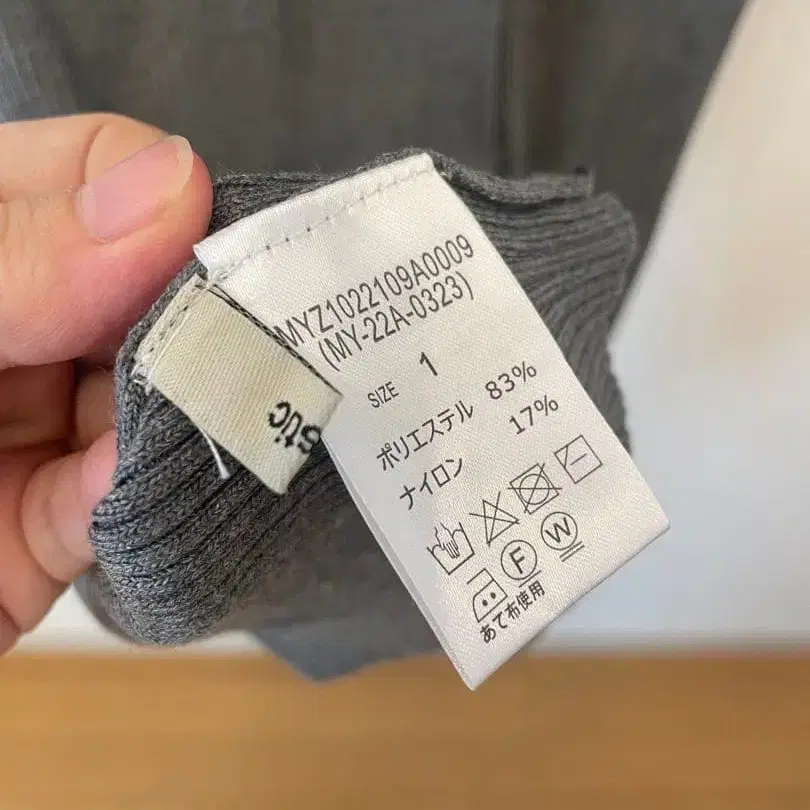 MYZ1022109A0009
(MY-22A-0323)
SIZE 1
ポリエステル 83%
ナイロン 17%
F W
あて布使用